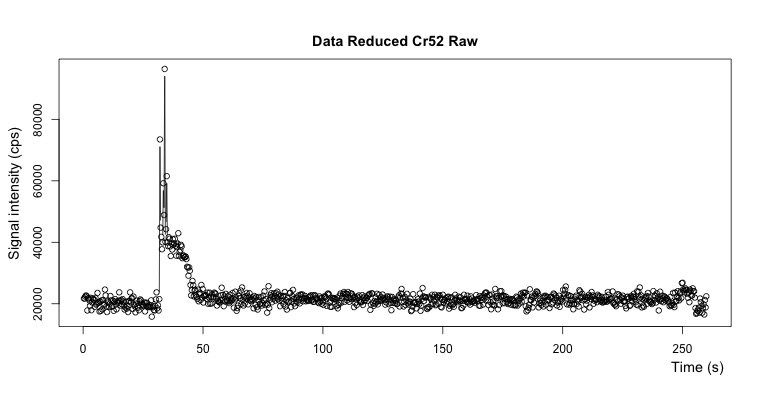 Data Reduced Cr52 Raw
Signal intensity (cps)
80000
60000
40000
20000
0 50 100 150 200 250
Time (s)